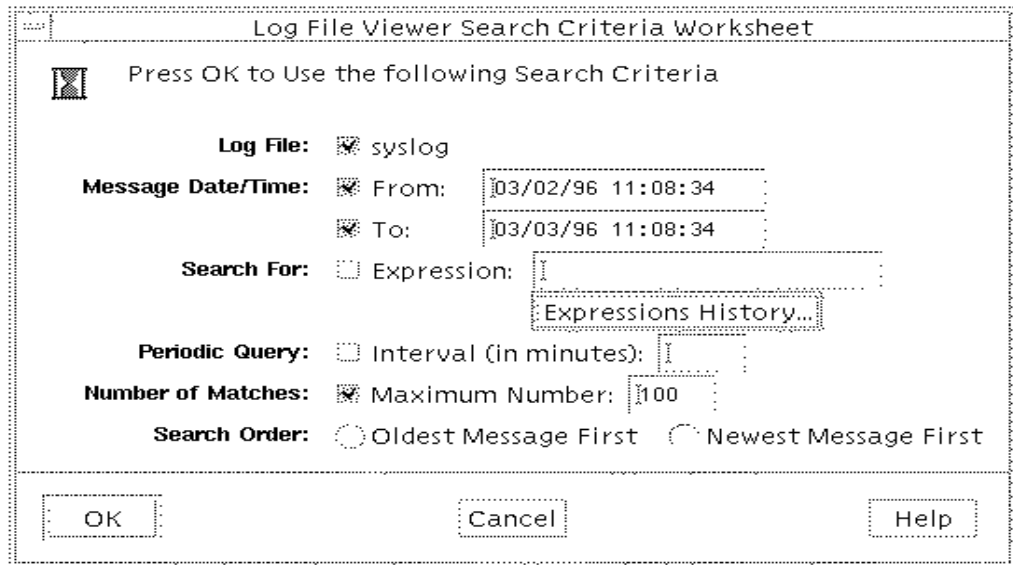 Log File Viewer Search Criteria Worksheet
Press OK to Use the following Search Criteria
Log File: syslog
Message Date/Time: From: 03/02/96 11:08:34
To: 03/03/96 11:08:34
Search For: Expression:
Expressions History...
Periodic Query: Interval (in minutes):
Number of Matches: Maximum Number: 100
Search Order: Oldest Message First Newest Message First
OK Cancel Help